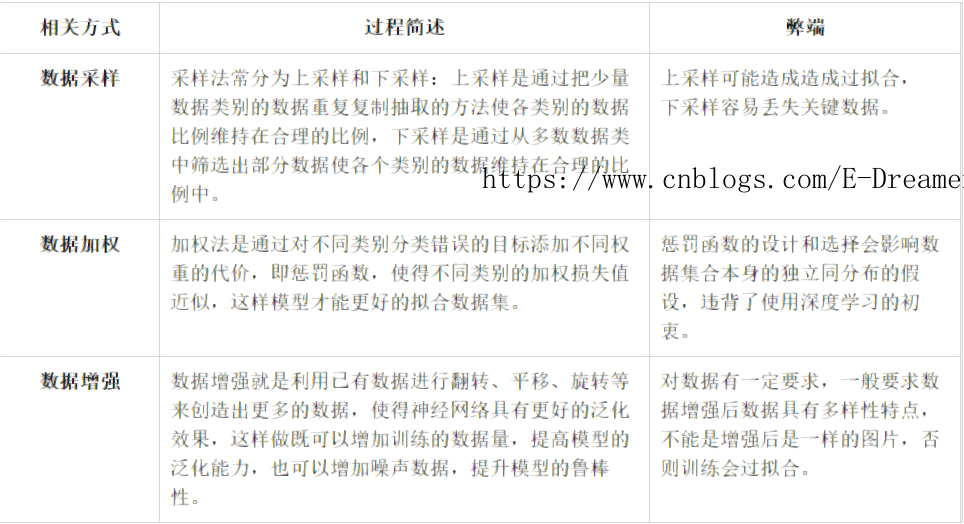 相关方式 过程简述 弊端
数据采样
采样法常分为上采样和下采样：上采样是通过把少量
数据类别的数据重复复制抽取的方法使各类别的数据
比例维持在合理的比例，下采样是通过从多数数据类
中筛选出部分数据使各个类别的数据维持在合理的比
例中。
上采样可能造成造成过拟合，
下采样容易丢失关键数据。
https://www.cnblogs.com/E-Dreame
数据加权
加权法是通过对不同类别分类错误的目标添加不同权
重的代价，即惩罚函数，使得不同类别的加权损失值
近似，这样模型才能更好的拟合数据集。
惩罚函数的设计和选择会影响数
据集合本身的独立同分布的假
设，违背了使用深度学习的初
衷。
数据增强
数据增强就是利用已有数据进行翻转、平移、旋转等
来创造出更多的数据，使得神经网络具有更好的泛化
效果，这样做既可以增加训练的数据量，提高模型的
泛化能力，也可以增加噪声数据，提升模型的鲁棒
性。
对数据有一定要求，一般要求数
据增强后数据具有多样性特点，
不能是增强后是一样的图片，否
则训练会过拟合。